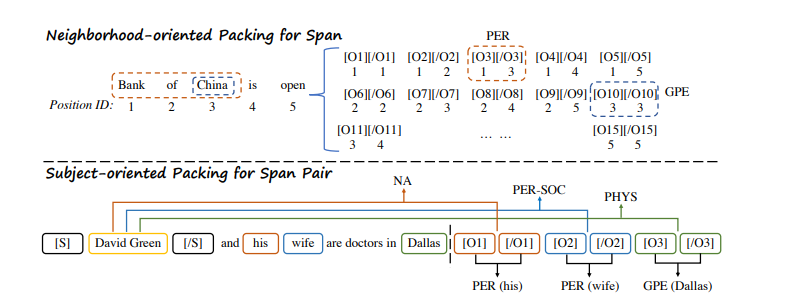 Neighborhood-oriented Packing for Span
PER
[O1][/O1] [O2][/O2] [O3][/O3] [O4][/O4] [O5][/O5]
1 1 1 2 1 3 1 4 1 5
Bank of China is open
Position ID: 1 2 3 4 5
[O6][/O6] [O7][/O7] [O8][/O8] [O9][/O9] [O10][/O10] GPE
2 2 2 3 2 4 2 5 3 3
[O11][/O11] ... ... [O15][/O15]
3 4 5 5
Subject-oriented Packing for Span Pair
NA PER-SOC PHYS
[S] David Green [/S] and his wife are doctors in Dallas [O1] [/O1] [O2] [/O2] [O3] [/O3]
PER (his) PER (wife) GPE (Dallas)